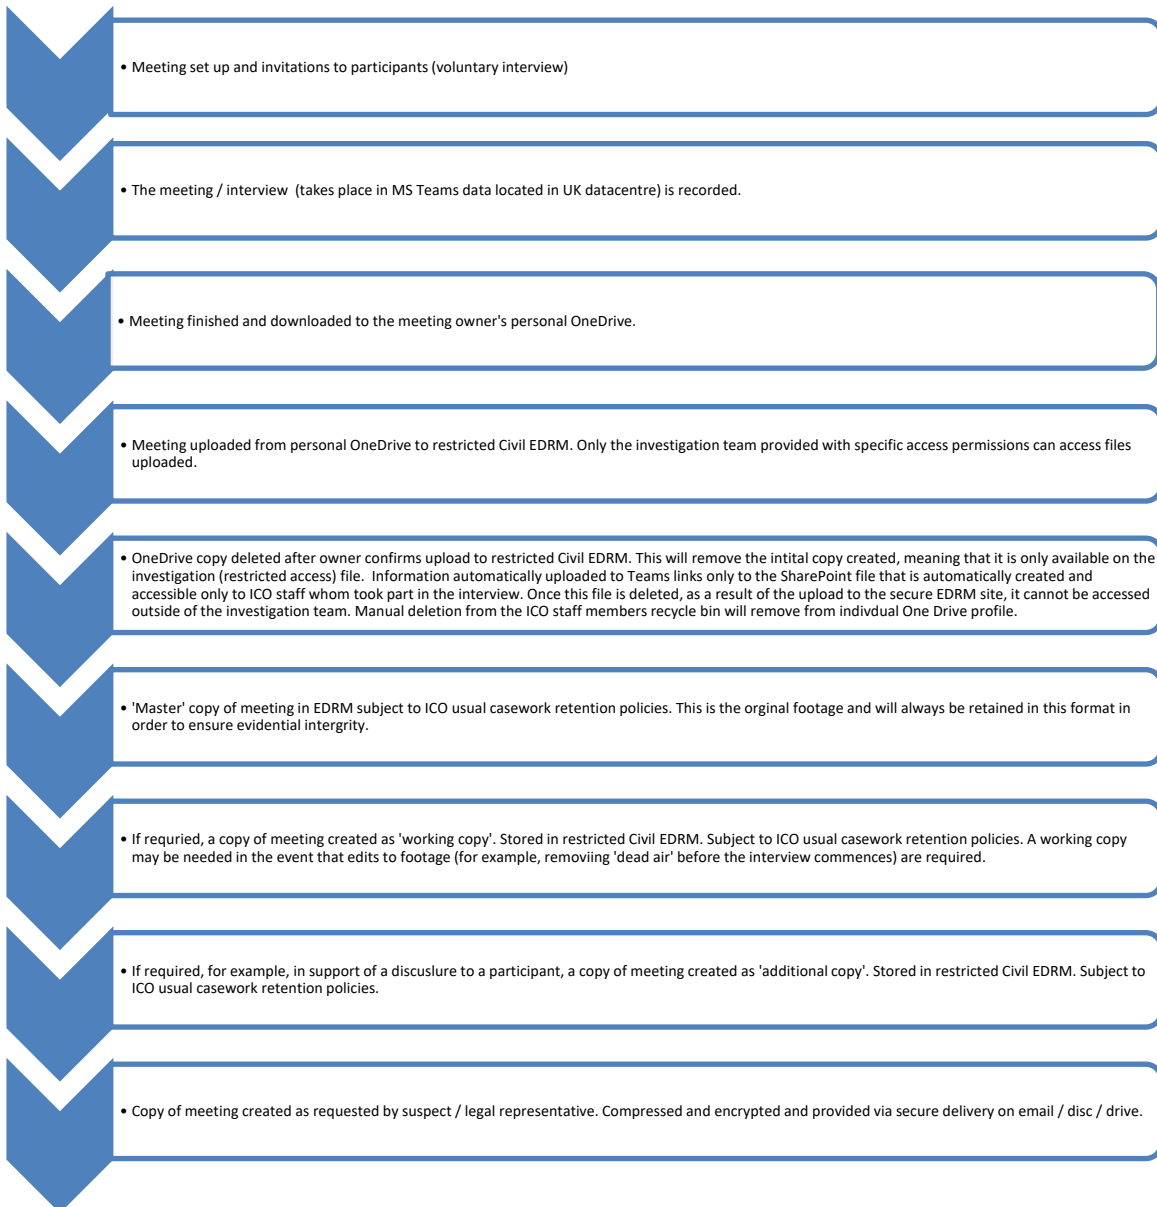 • Meeting set up and invitations to participants (voluntary interview)
• The meeting / interview  (takes place in MS Teams data located in UK datacentre) is recorded.
• Meeting finished and downloaded to the meeting owner's personal OneDrive.
• Meeting uploaded from personal OneDrive to restricted Civil EDRM. Only the investigation team provided with specific access permissions can access files
uploaded.
• OneDrive copy deleted after owner confirms upload to restricted Civil EDRM. This will remove the intital copy created, meaning that it is only available on the
investigation (restricted access) file.  Information automatically uploaded to Teams links only to the SharePoint file that is automatically created and
accessible only to ICO staff whom took part in the interview. Once this file is deleted, as a result of the upload to the secure EDRM site, it cannot be accessed
outside of the investigation team. Manual deletion from the ICO staff members recycle bin will remove from indivdual One Drive profile.
• 'Master' copy of meeting in EDRM subject to ICO usual casework retention policies. This is the orginal footage and will always be retained in this format in
order to ensure evidential intergrity.
• If requried, a copy of meeting created as 'working copy'. Stored in restricted Civil EDRM. Subject to ICO usual casework retention policies. A working copy
may be needed in the event that edits to footage (for example, removiing 'dead air' before the interview commences) are required.
• If required, for example, in support of a discuslure to a participant, a copy of meeting created as 'additional copy'. Stored in restricted Civil EDRM. Subject to
ICO usual casework retention policies.
• Copy of meeting created as requested by suspect / legal representative. Compressed and encrypted and provided via secure delivery on email / disc / drive.